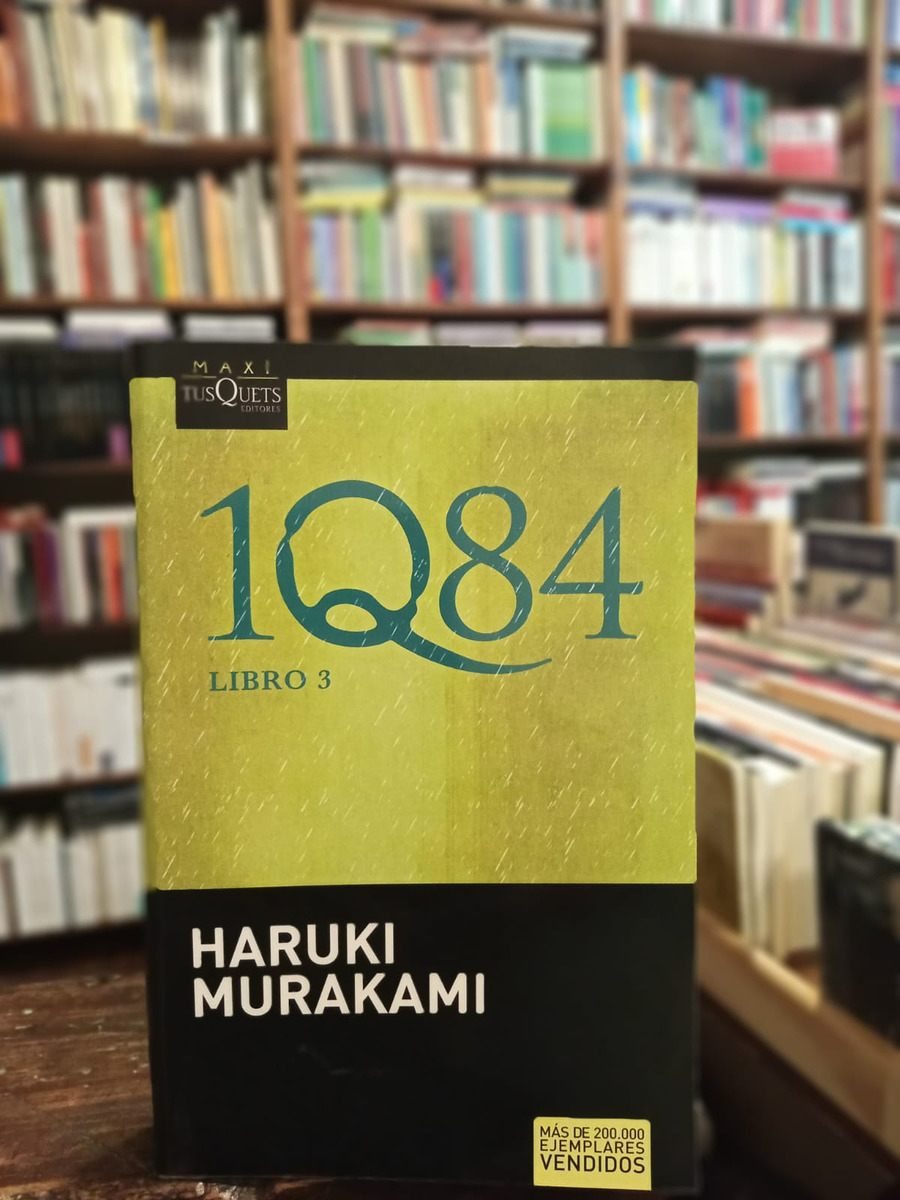 MAXI
TUSQUETS
EDITORES
1Q84
LIBRO 3
HARUKI
MURAKAMI
MÁS DE 200.000
EJEMPLARES
VENDIDOS